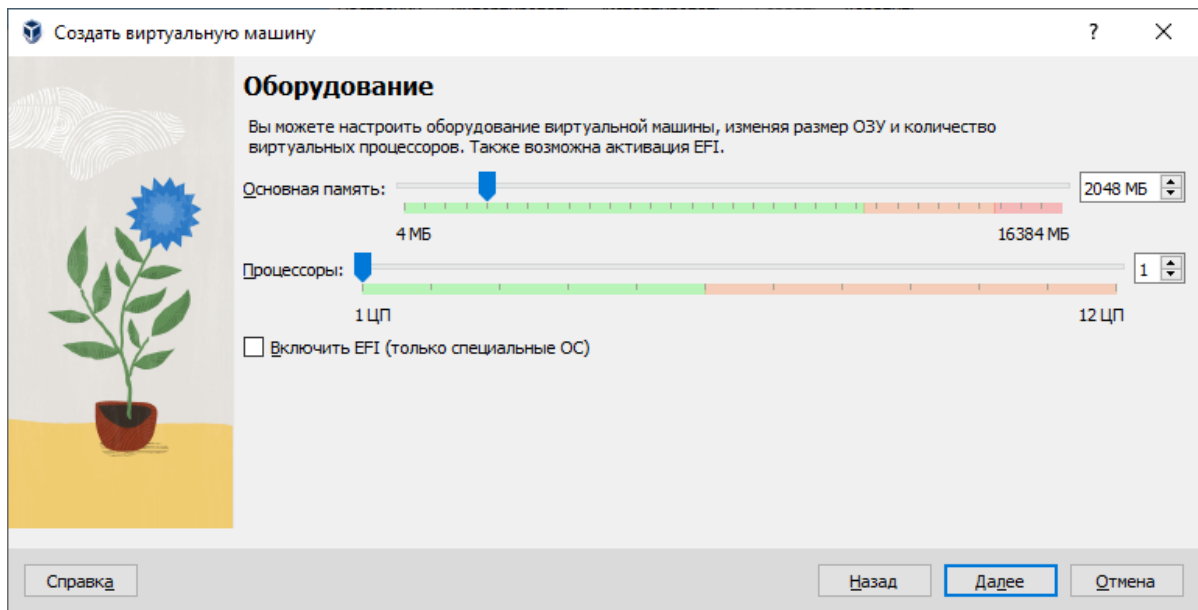 Создать виртуальную машину
?
Оборудование
Вы можете настроить оборудование виртуальной машины, изменяя размер ОЗУ и количество
виртуальных процессоров. Также возможна активация EFI.
Основная память:
2048 МБ
4 МБ
16384 МБ
Процессоры:
1
1 ЦП
12 ЦП
Включить EFI (только специальные ОС)
Справка
Назад
Далее
Отмена